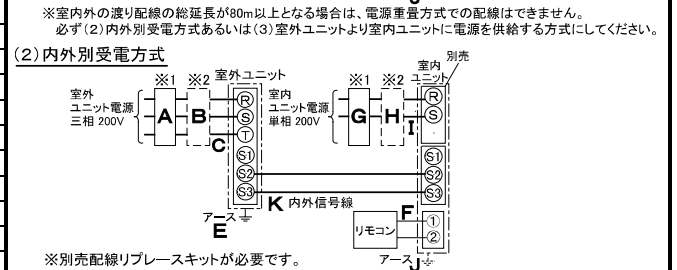 ※室内外の渡り配線の総延長が80m以上となる場合は、電源重畳方式での配線はできません。
必ず(2)内外別受電方式あるいは(3)室外ユニットより室内ユニットに電源を供給する方式にしてください。
(2)内外別受電方式
※1 ※2 室外ユニット
室外
ユニット電源
三相 200V
A B C
R
S
T
S1
S2
S3
アース
E
※1 ※2 室内
ユニット
別売
室内
ユニット電源
単相 200V
G H I
R
S
S1
S2
S3
K 内外信号線
リモコン
F
1
2
アース
J
※別売配線リプレースキットが必要です。